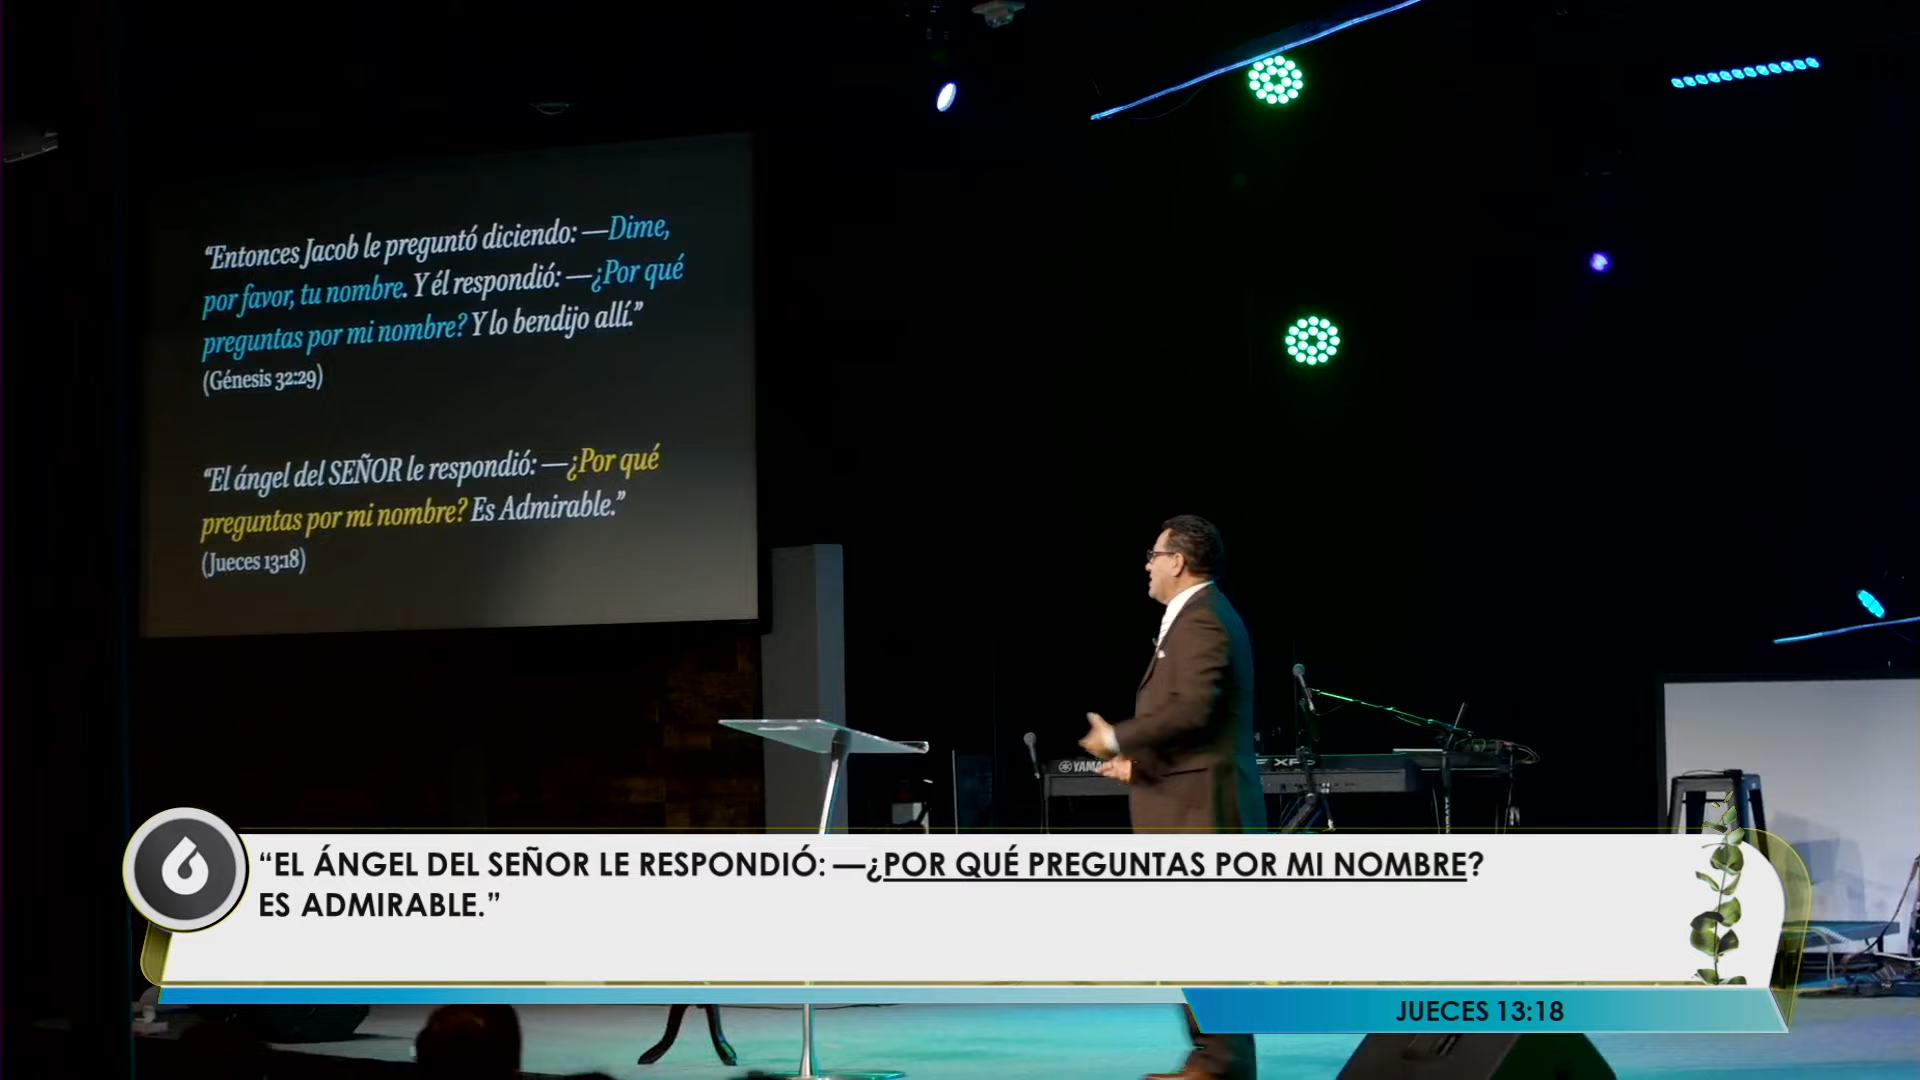 “Entonces Jacob le preguntó diciendo: —Dime,
por favor, tu nombre. Y él respondió: —¿Por qué
preguntas por mi nombre? Y lo bendijo allí.”
(Génesis 32:29)
“El ángel del SEÑOR le respondió: —¿Por qué
preguntas por mi nombre? Es Admirable.”
(Jueces 13:18)
“EL ÁNGEL DEL SEÑOR LE RESPONDIÓ: —¿POR QUÉ PREGUNTAS POR MI NOMBRE?
ES ADMIRABLE.”
JUECES 13:18